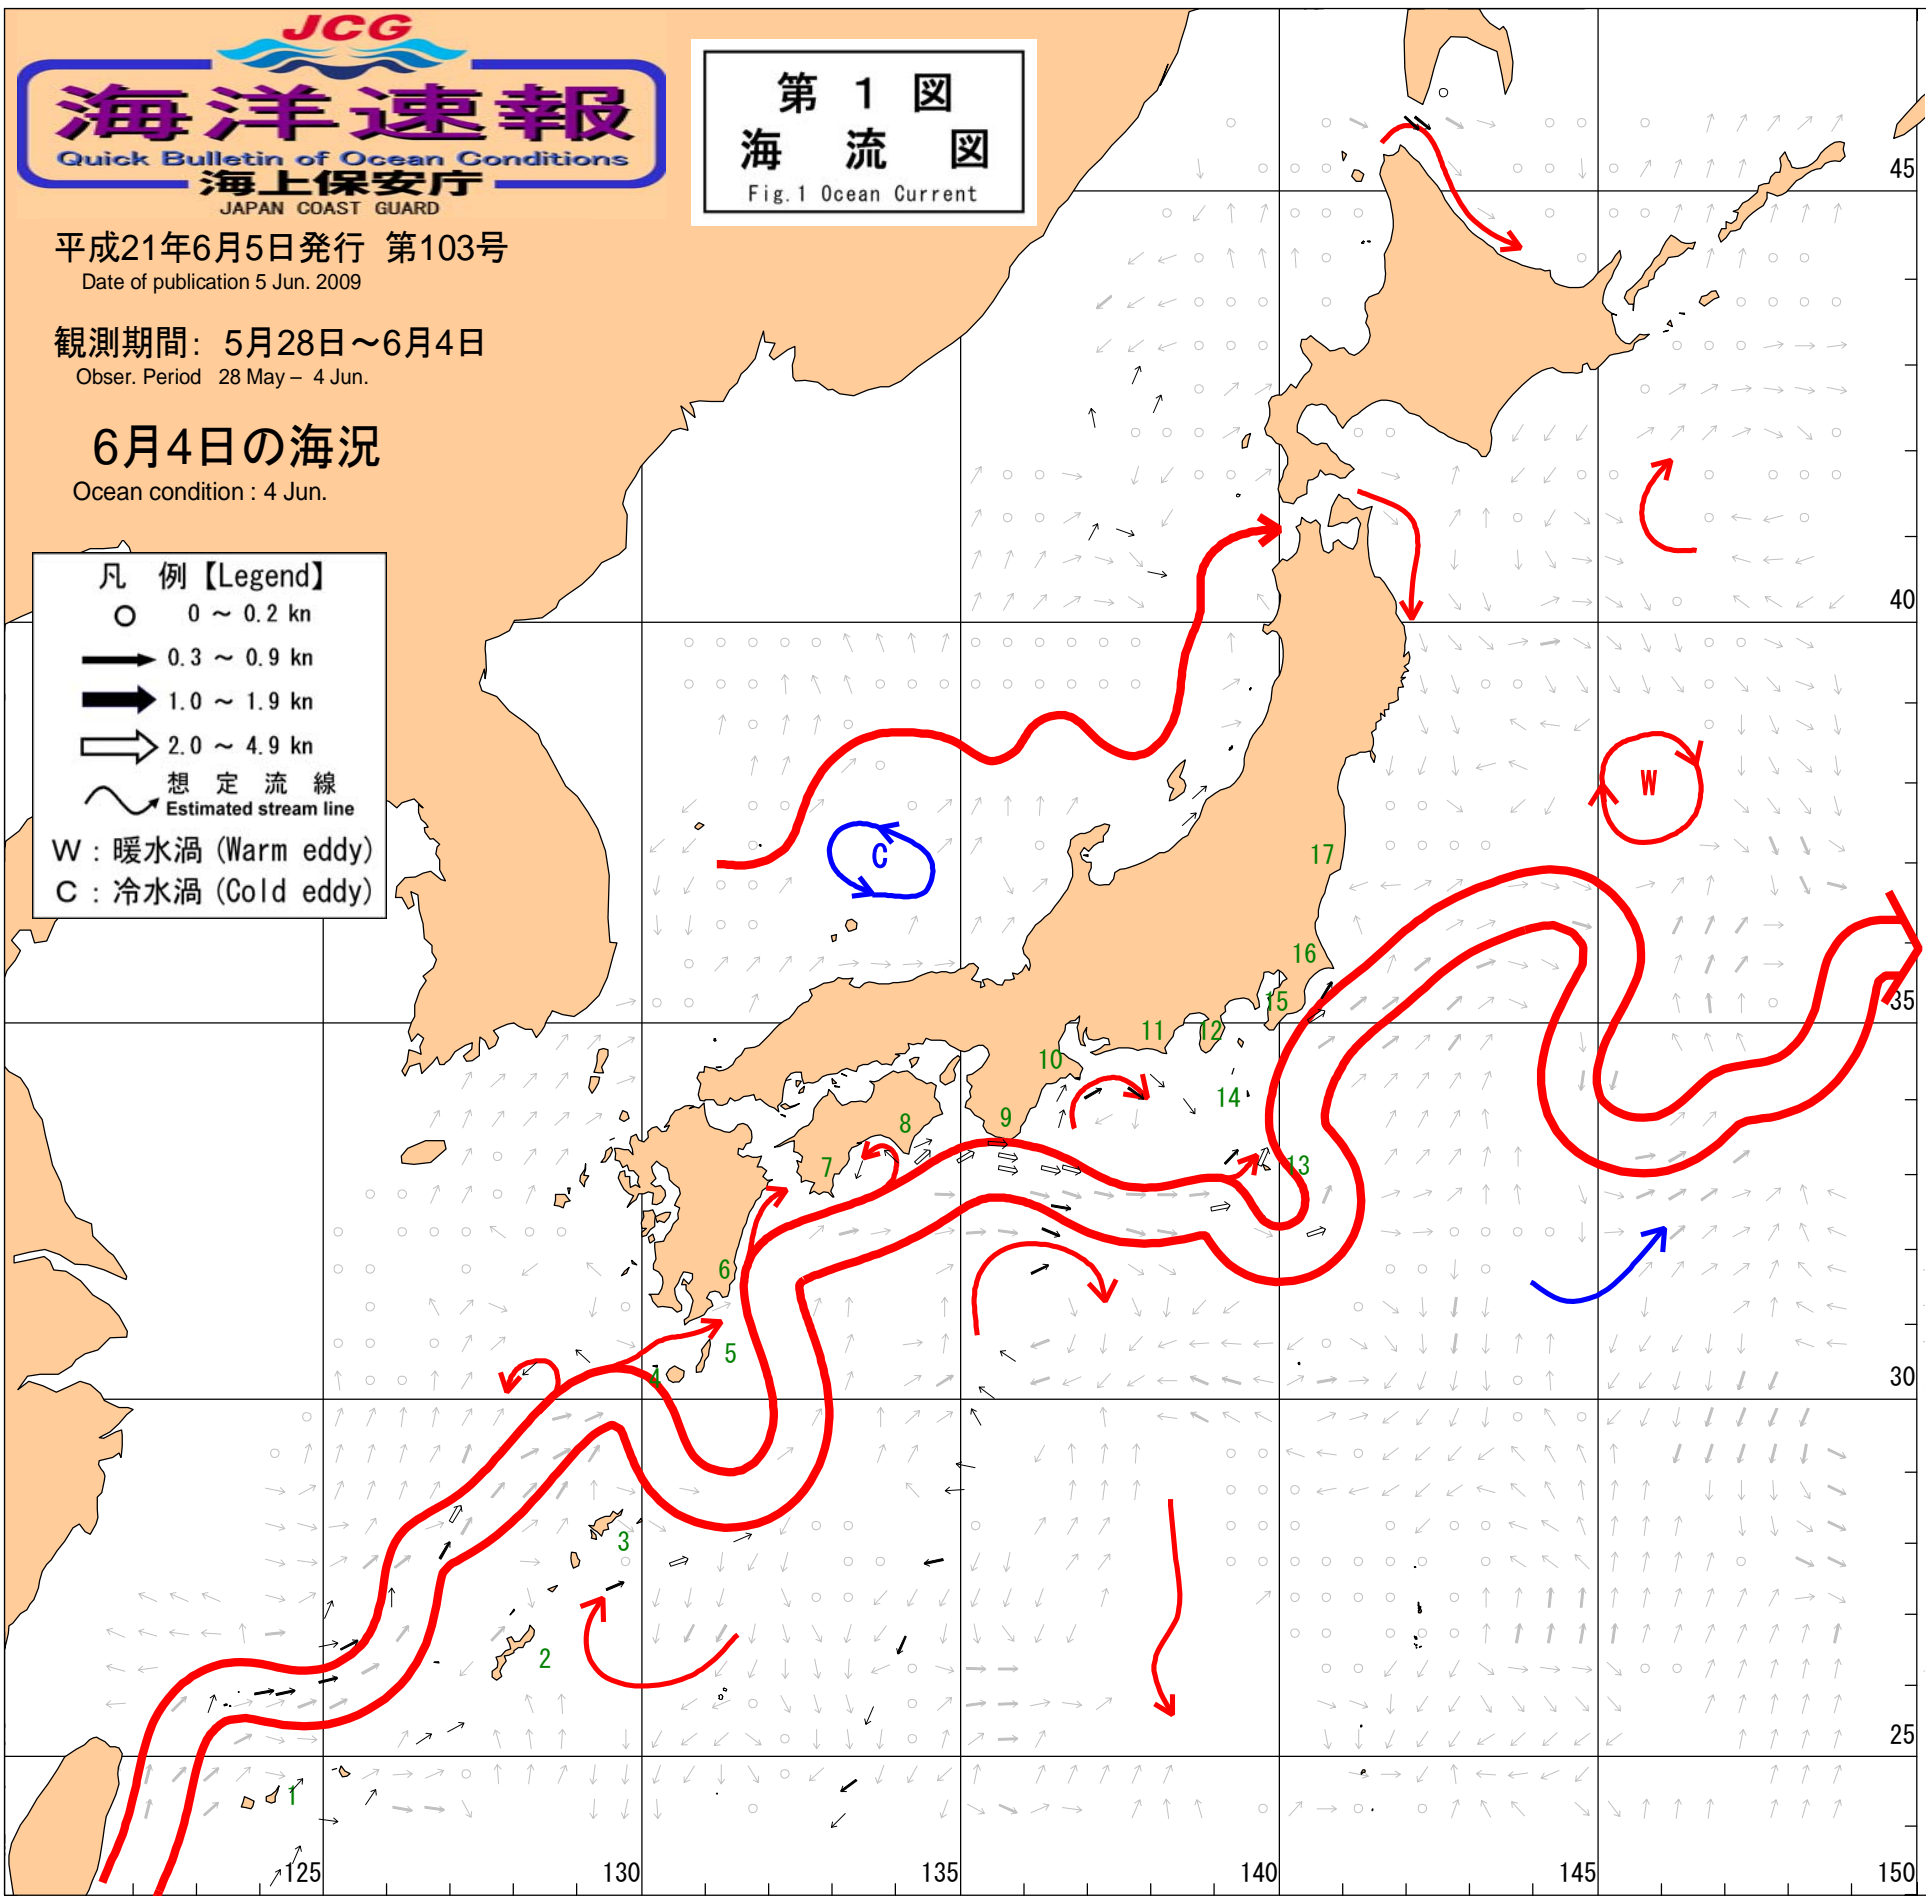 JCG
海洋速報
Quick Bulletin of Ocean Conditions
海上保安庁
JAPAN COAST GUARD
第 1 図
海 流 図
Fig.1 Ocean Current
平成21年6月5日発行 第103号
Date of publication 5 Jun. 2009
観測期間： 5月28日～6月4日
Obser. Period 28 May – 4 Jun.
6月4日の海況
Ocean condition : 4 Jun.
凡 例【Legend】
0 ～ 0.2 kn
0.3 ～ 0.9 kn
1.0 ～ 1.9 kn
2.0 ～ 4.9 kn
想 定 流 線
Estimated stream line
W : 暖水渦 (Warm eddy)
C : 冷水渦 (Cold eddy)
45
40
W
C
17
16
35
15
11
12
10
14
9
8
7
13
6
5
4
30
3
2
25
1
125
130
135
140
145
150